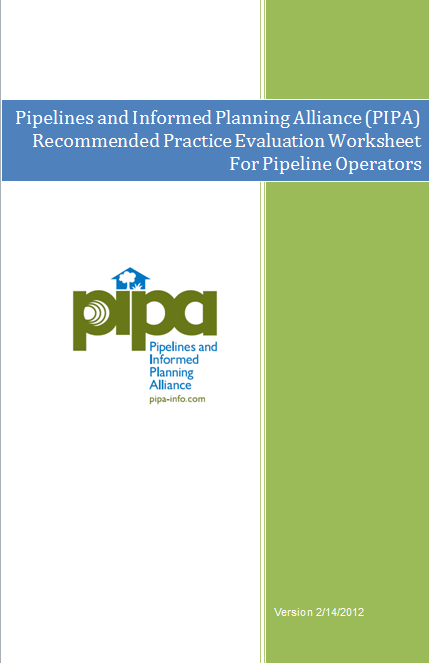 Pipelines and Informed Planning Alliance (PIPA)
Recommended Practice Evaluation Worksheet
For Pipeline Operators
pipa
Pipelines and
Informed
Planning
Alliance
pipa-info.com
Version 2/14/2012